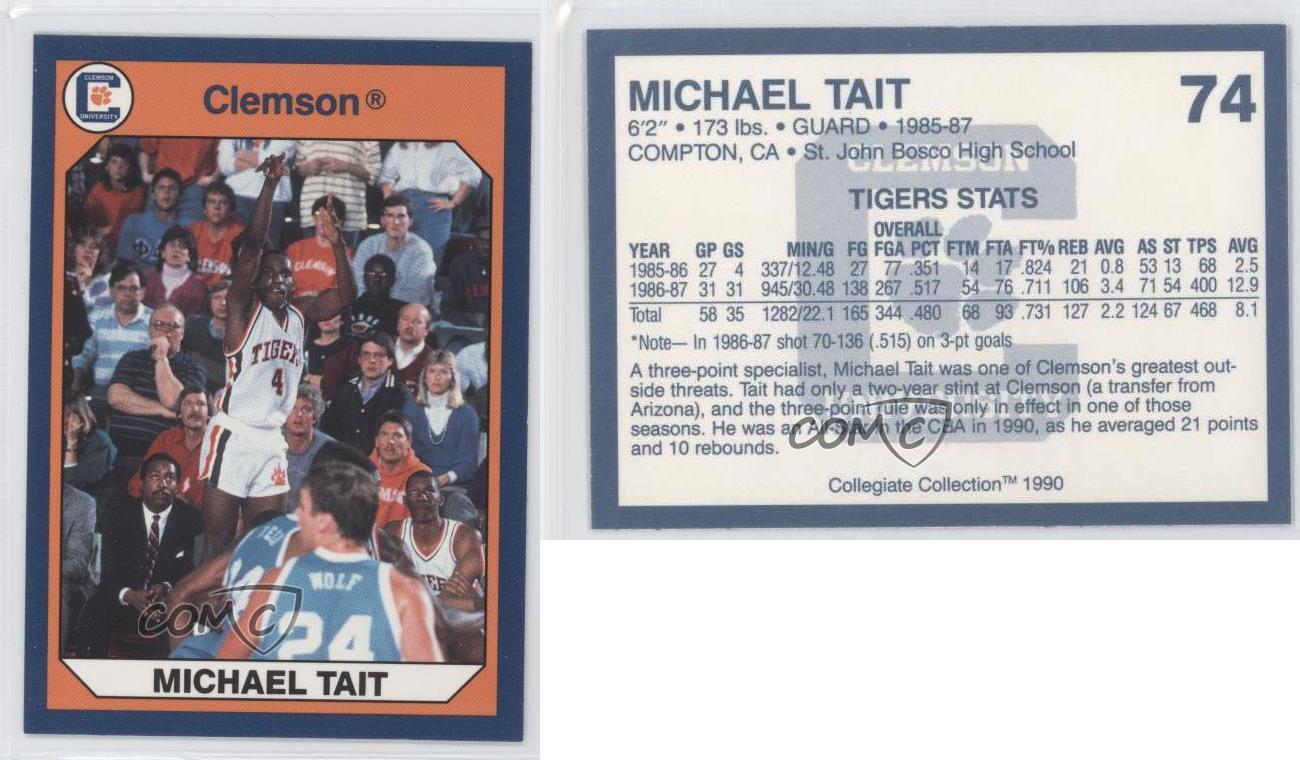 CLEMSON
UNIVERSITY
Clemson®
CLEMSON
TIGER
4
WOLF
24
COMC
MICHAEL TAIT
MICHAEL TAIT 74
6'2" • 173 lbs. • GUARD • 1985-87
COMPTON, CA • St. John Bosco High School
CLEMSON
TIGERS STATS
OVERALL
YEAR GP GS MIN/G FG FGA PCT FTM FTA FT% REB AVG AS ST TPS AVG
1985-86 27 4 337/12.48 27 77 .351 14 17 .824 21 0.8 53 13 68 2.5
1986-87 31 31 945/30.48 138 267 .517 54 76 .711 106 3.4 71 54 400 12.9
Total 58 35 1282/22.1 165 344 .480 68 93 .731 127 2.2 124 67 468 8.1
*Note— In 1986-87 shot 70-136 (.515) on 3-pt goals
A three-point specialist, Michael Tait was one of Clemson's greatest out-
side threats. Tait had only a two-year stint at Clemson (a transfer from
Arizona), and the three-point rule was only in effect in one of those
seasons. He was an All-Star in the CBA in 1990, as he averaged 21 points
and 10 rebounds.
COMC
Collegiate Collection™ 1990